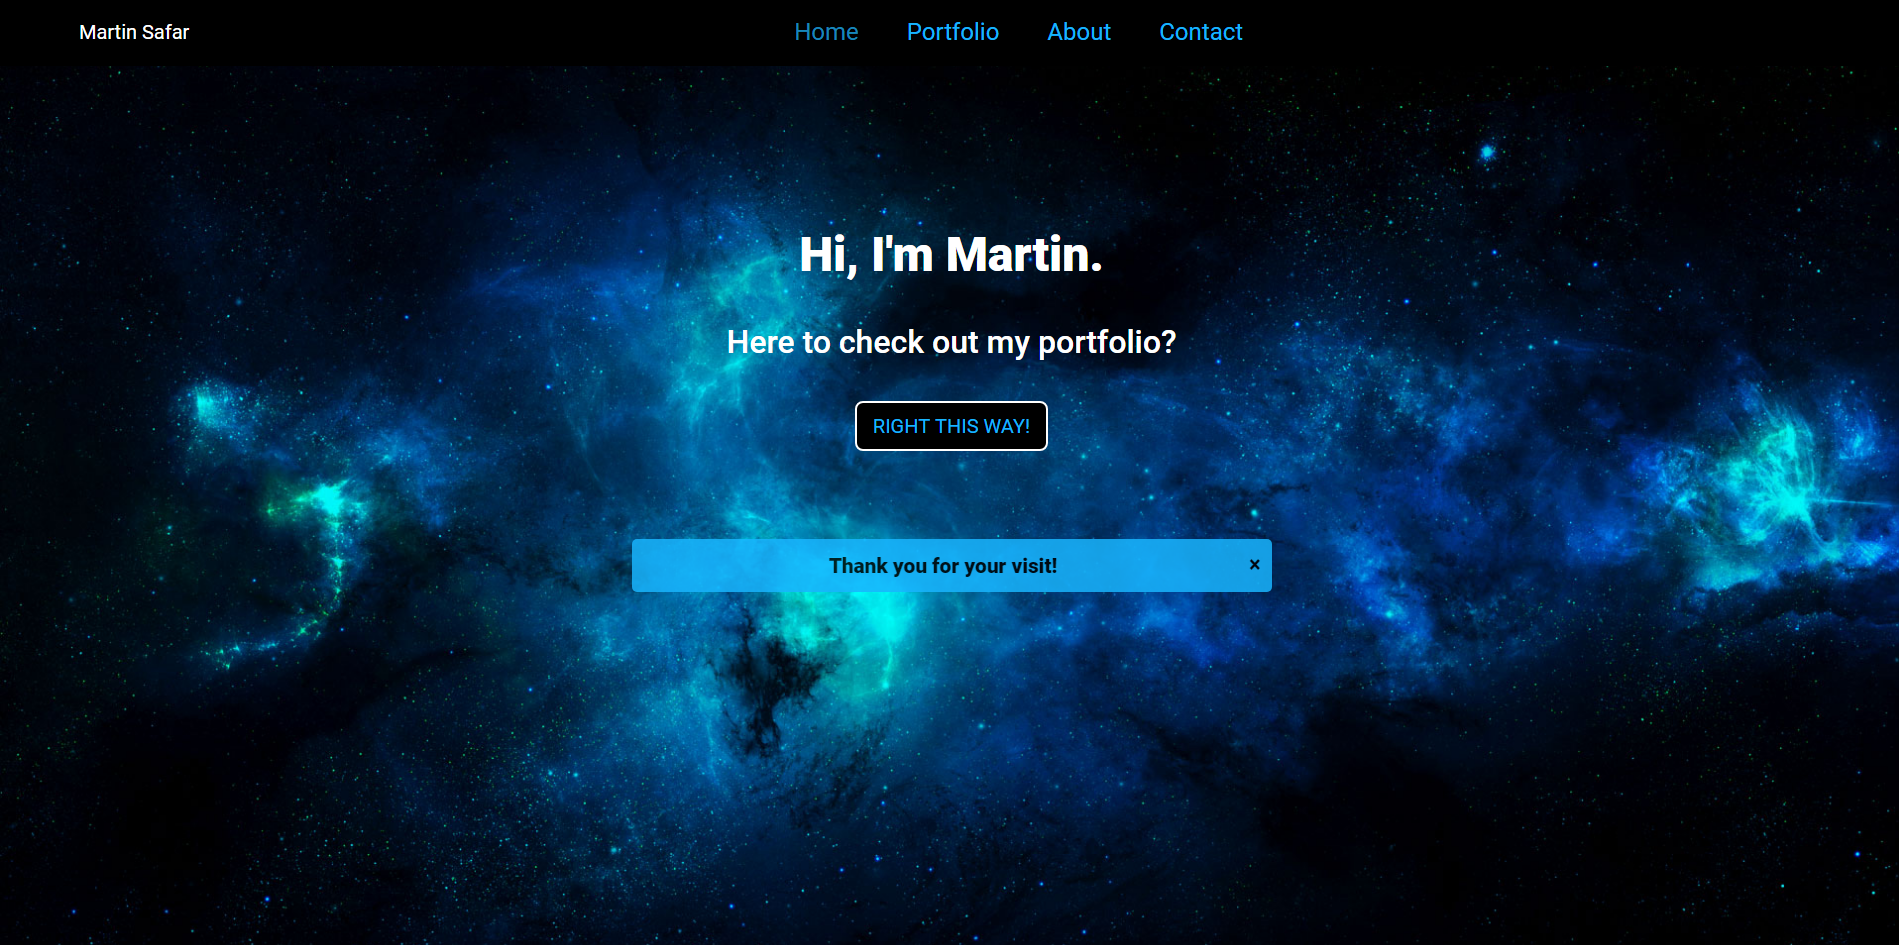 Martin Safar
Home Portfolio About Contact
Hi, I'm Martin.
Here to check out my portfolio?
RIGHT THIS WAY!
Thank you for your visit! ×